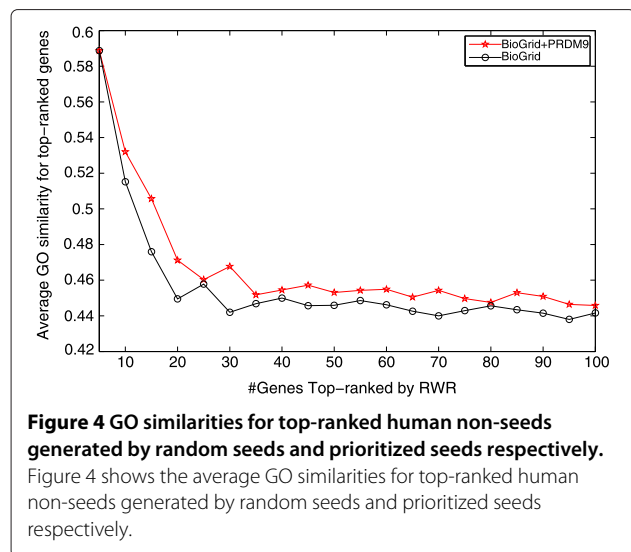 0.6
0.58
0.56
0.54
0.52
0.5
0.48
0.46
0.44
0.42
Average GO similarity for top-ranked genes
BioGrid+PRDM9
BioGrid
10 20 30 40 50 60 70 80 90 100
#Genes Top-ranked by RWR
Figure 4 GO similarities for top-ranked human non-seeds
generated by random seeds and prioritized seeds respectively.
Figure 4 shows the average GO similarities for top-ranked human
non-seeds generated by random seeds and prioritized seeds
respectively.